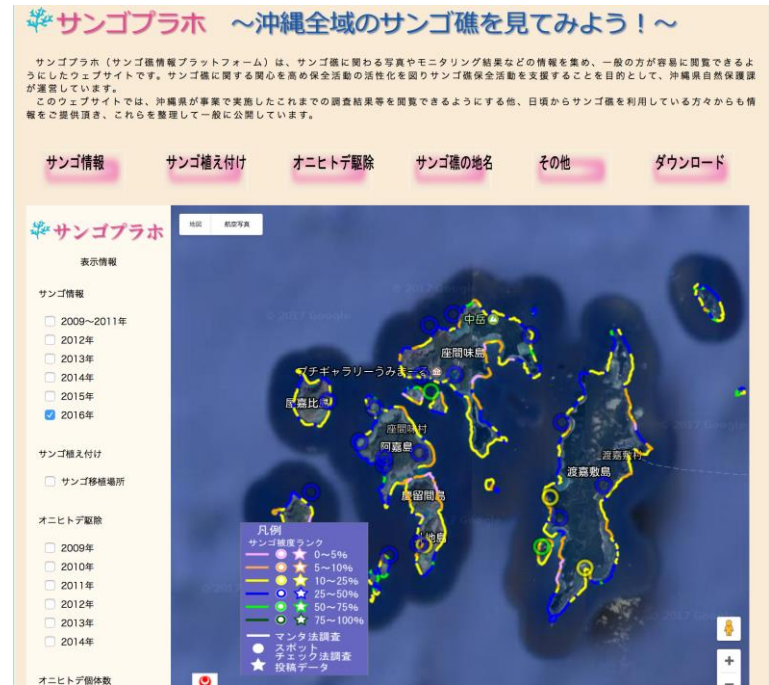 サンゴプラホ ～沖縄全域のサンゴ礁を見てみよう！～
サンゴプラホ（サンゴ礁情報プラットフォーム）は、サンゴ礁に関わる写真やモニタリング結果などの情報を集め、一般の方が容易に閲覧できるよ
うにしたウェブサイトです。サンゴ礁に関する関心を高め保全活動の活性化を図りサンゴ礁保全活動を支援することを目的として、沖縄県自然保護課
が運営しています。
このウェブサイトでは、沖縄県が事業で実施したこれまでの調査結果等を閲覧できるようにする他、日頃からサンゴ礁を利用している方々からも情
報をご提供頂き、これらを整理して一般に公開しています。
サンゴ情報 サンゴ植え付け オニヒトデ駆除 サンゴ礁の地名 その他 ダウンロード
サンゴプラホ
表示情報
サンゴ情報
2009～2011年
2012年
2013年
2014年
2015年
2016年
サンゴ植え付け
サンゴ移植場所
オニヒトデ駆除
2009年
2010年
2011年
2012年
2013年
2014年
オニヒトデ個体数
地図 航空写真
© 2017 Google
中岳
座間味島
プチギャラリーうみまーる
屋嘉比島
座間味村
阿嘉島
慶留間島
渡嘉敷村
渡嘉敷島
凡例
サンゴ被度ランク
0～5%
5～10%
10～25%
25～50%
50～75%
75～100%
マンタ法調査
スポット
チェック法調査
投稿データ